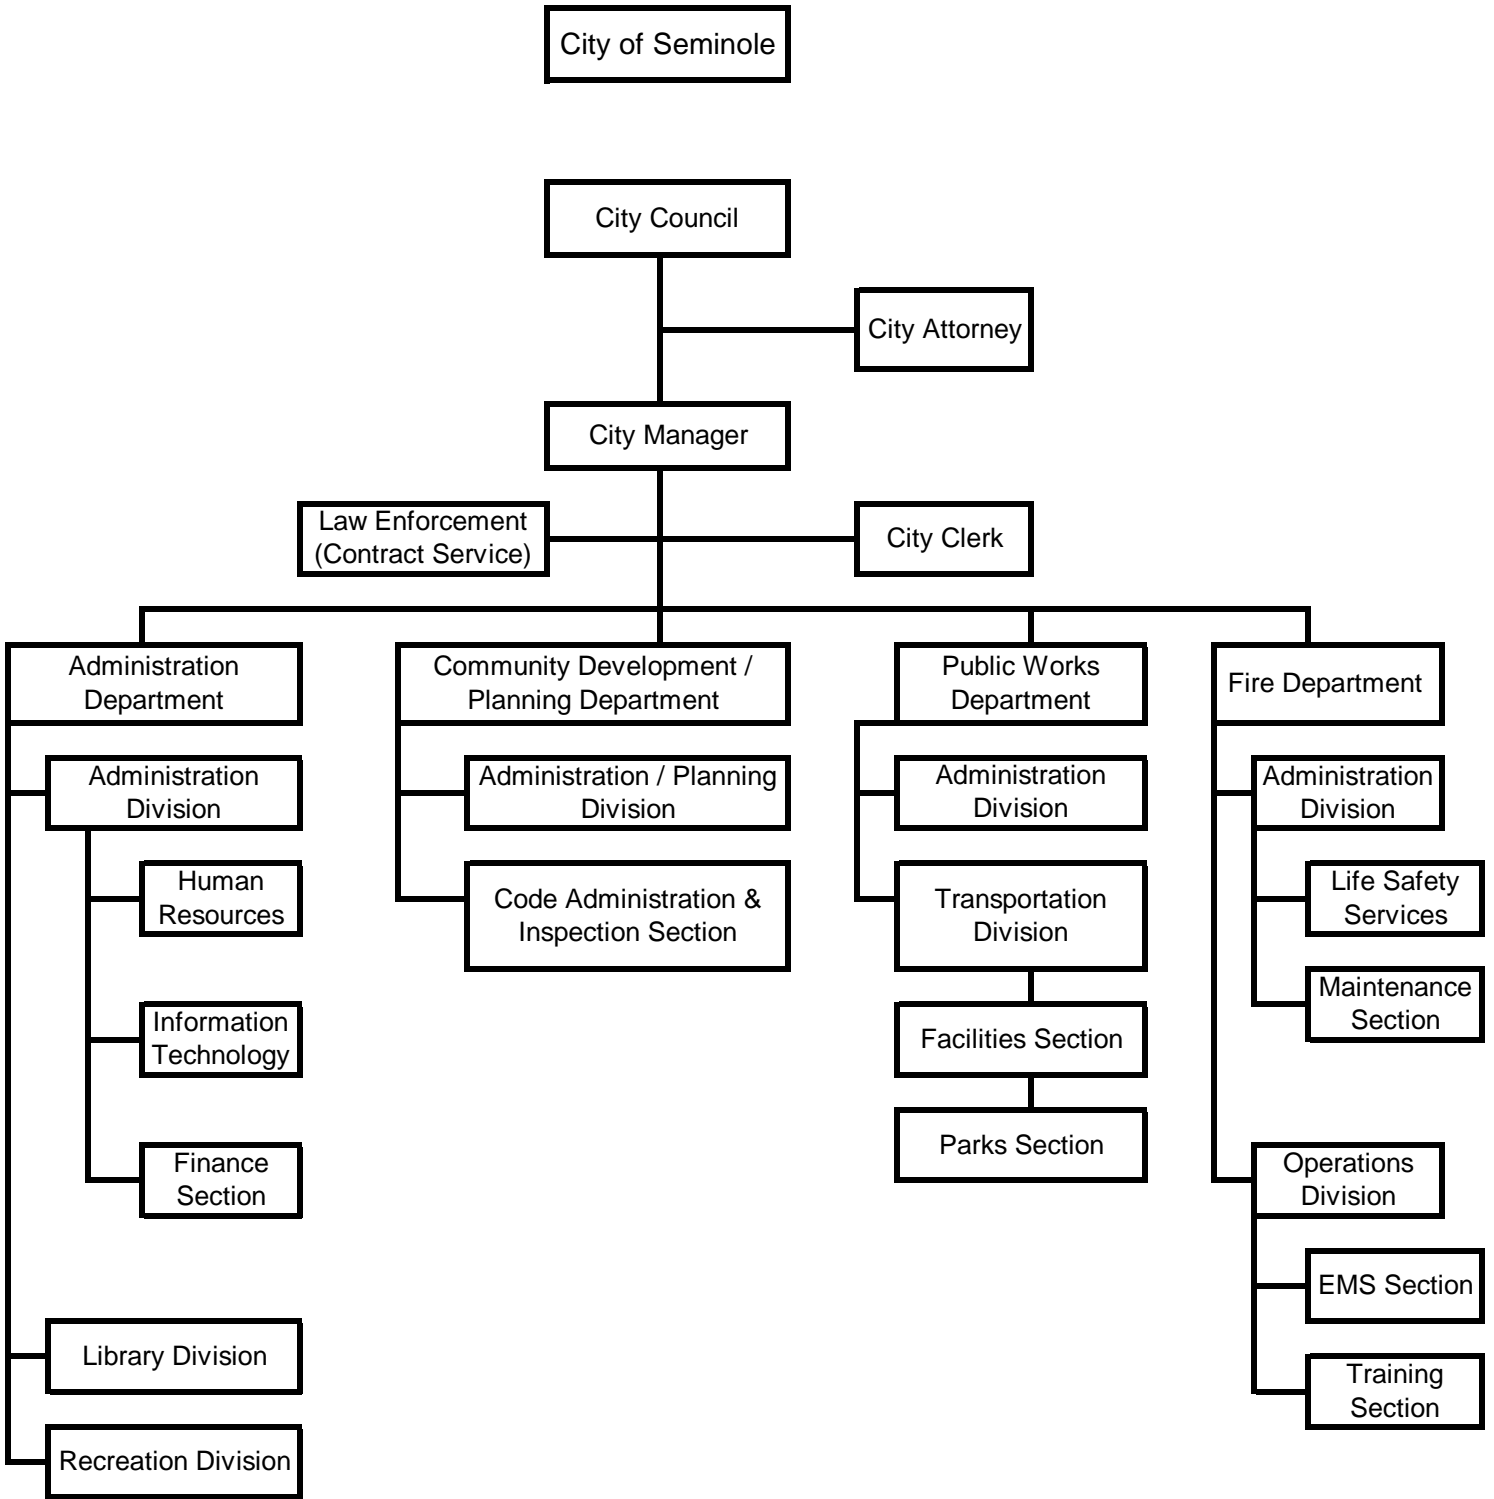 City of Seminole
City Council
City Attorney
City Manager
Law Enforcement
(Contract Service)
City Clerk
Administration
Department
Community Development /
Planning Department
Public Works
Department
Fire Department
Administration
Division
Administration / Planning
Division
Administration
Division
Administration
Division
Human
Resources
Code Administration &
Inspection Section
Transportation
Division
Life Safety
Services
Information
Technology
Facilities Section
Maintenance
Section
Finance
Section
Parks Section
Operations
Division
EMS Section
Library Division
Training
Section
Recreation Division